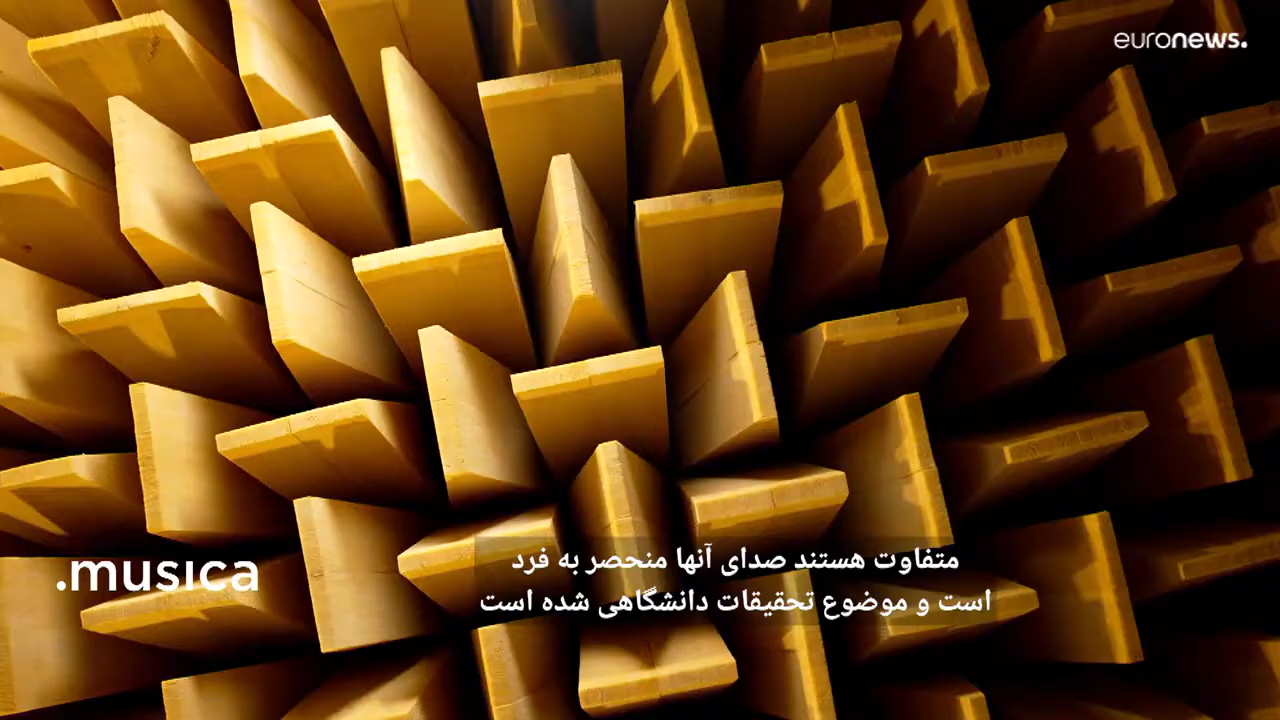 euronews.
.musica
متفاوت هستند صدای آنها منحصر به فرد
است و موضوع تحقیقات دانشگاهی شده است